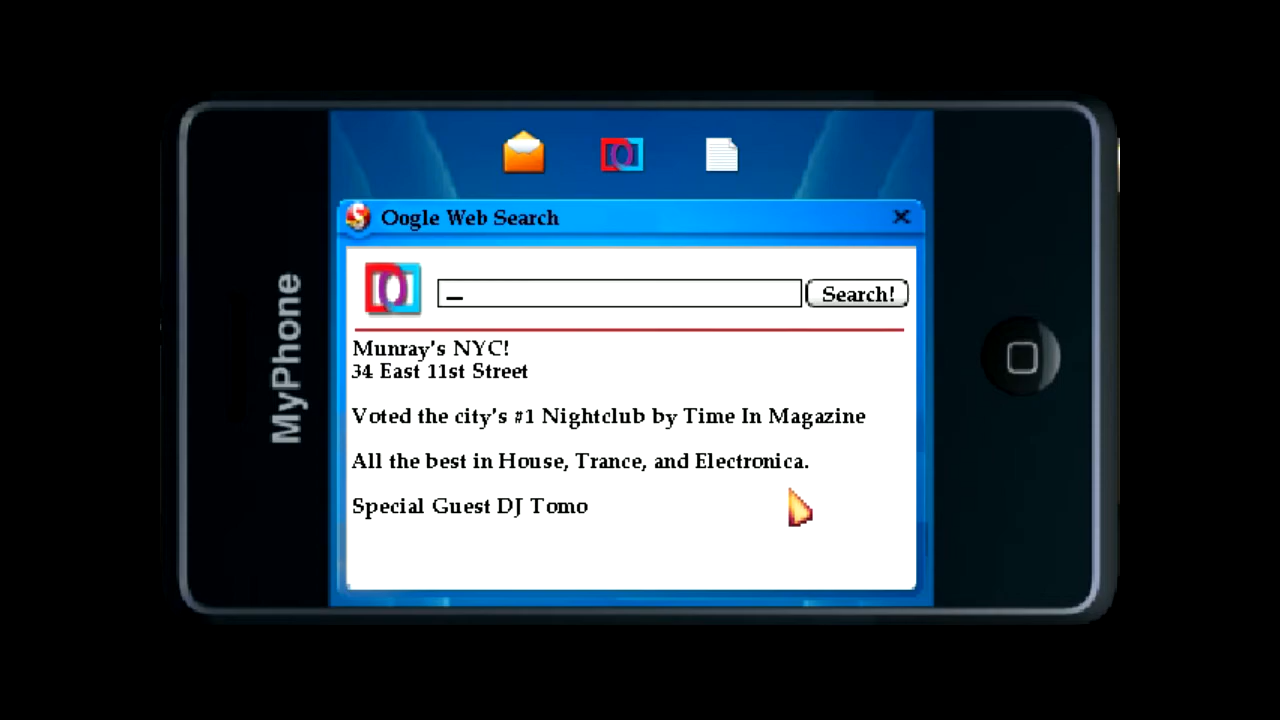 MyPhone
Oogle Web Search
Search!
Munray's NYC!
34 East 11st Street
Voted the city's #1 Nightclub by Time In Magazine
All the best in House, Trance, and Electronica.
Special Guest DJ Tomo